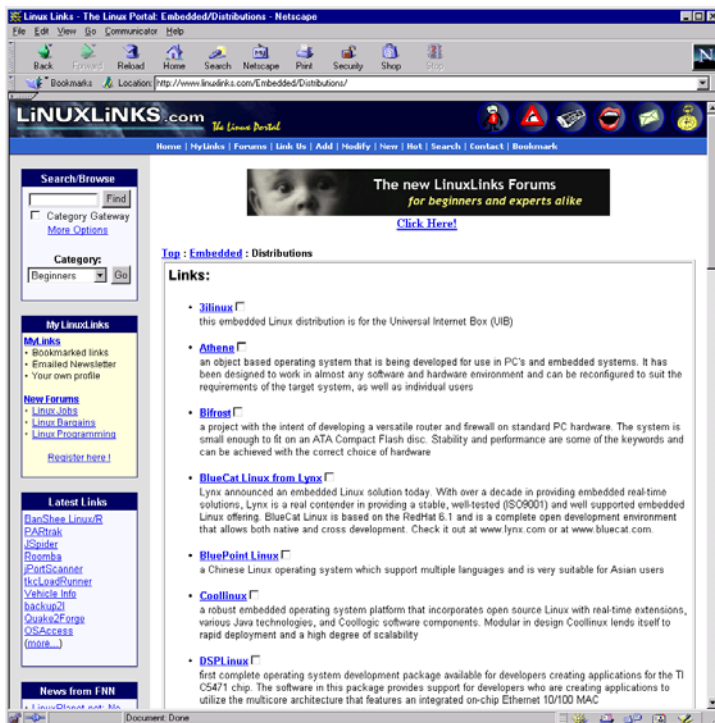 Linux Links - The Linux Portal: Embedded/Distributions - Netscape
File Edit View Go Communicator Help
Back Forward Reload Home Search Netscape Print Security Shop Stop
N
Bookmarks Location: http://www.linuxlinks.com/Embedded/Distributions/
LiNUXLiNKS.com The Linux Portal
Home | MyLinks | Forums | Link Us | Add | Modify | New | Hot | Search | Contact | Bookmark
Search/Browse
Find
Category Gateway
More Options
Category:
Beginners Go
My LinuxLinks
MyLinks
• Bookmarked links
• Emailed Newsletter
• Your own profile
New Forums
• Linux Jobs
• Linux Bargains
• Linux Programming
Register here !
Latest Links
BanShee Linux/R
PARtrak
JSpider
Roomba
jPortScanner
tkcLoadRunner
Vehicle Info
backup2l
Quake2Forge
OSAccess
(more...)
News from FNN
• LinuxPlanet.net: No
The new LinuxLinks Forums
for beginners and experts alike
Click Here!
Top : Embedded : Distributions
Links:
• 3ilinux
this embedded Linux distribution is for the Universal Internet Box (UIB)
• Athene
an object based operating system that is being developed for use in PC's and embedded systems. It has
been designed to work in almost any software and hardware environment and can be reconfigured to suit the
requirements of the target system, as well as individual users
• Bifrost
a project with the intent of developing a versatile router and firewall on standard PC hardware. The system is
small enough to fit on an ATA Compact Flash disc. Stability and performance are some of the keywords and
can be achieved with the correct choice of hardware
• BlueCat Linux from Lynx
Lynx announced an embedded Linux solution today. With over a decade in providing embedded real-time
solutions, Lynx is a real contender in providing a stable, well-tested (ISO9001) and well supported embedded
Linux offering. BlueCat Linux is based on the RedHat 6.1 and is a complete open development environment
that allows both native and cross development. Check it out at www.lynx.com or at www.bluecat.com.
• BluePoint Linux
a Chinese Linux operating system which support multiple languages and is very suitable for Asian users
• Coollinux
a robust embedded operating system platform that incorporates open source Linux with real-time extensions,
various Java technologies, and Coollogic software components. Modular in design Coollinux lends itself to
rapid deployment and a high degree of scalability
• DSPLinux
first complete operating system development package available for developers creating applications for the TI
C5471 chip. The software in this package provides support for developers who are creating applications to
utilize the multicore architecture that features an integrated on-chip Ethernet 10/100 MAC
Document: Done